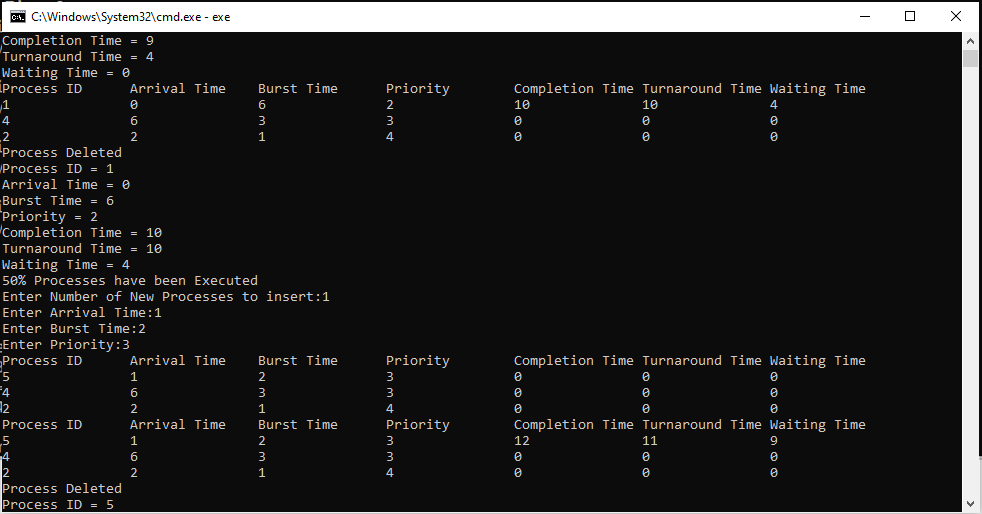 C:\Windows\System32\cmd.exe - exe
Completion Time = 9
Turnaround Time = 4
Waiting Time = 0
Process ID Arrival Time Burst Time Priority Completion Time Turnaround Time Waiting Time
1 0 6 2 10 10 4
4 6 3 3 0 0 0
2 2 1 4 0 0 0
Process Deleted
Process ID = 1
Arrival Time = 0
Burst Time = 6
Priority = 2
Completion Time = 10
Turnaround Time = 10
Waiting Time = 4
50% Processes have been Executed
Enter Number of New Processes to insert:1
Enter Arrival Time:1
Enter Burst Time:2
Enter Priority:3
Process ID Arrival Time Burst Time Priority Completion Time Turnaround Time Waiting Time
5 1 2 3 0 0 0
4 6 3 3 0 0 0
2 2 1 4 0 0 0
Process ID Arrival Time Burst Time Priority Completion Time Turnaround Time Waiting Time
5 1 2 3 12 11 9
4 6 3 3 0 0 0
2 2 1 4 0 0 0
Process Deleted
Process ID = 5